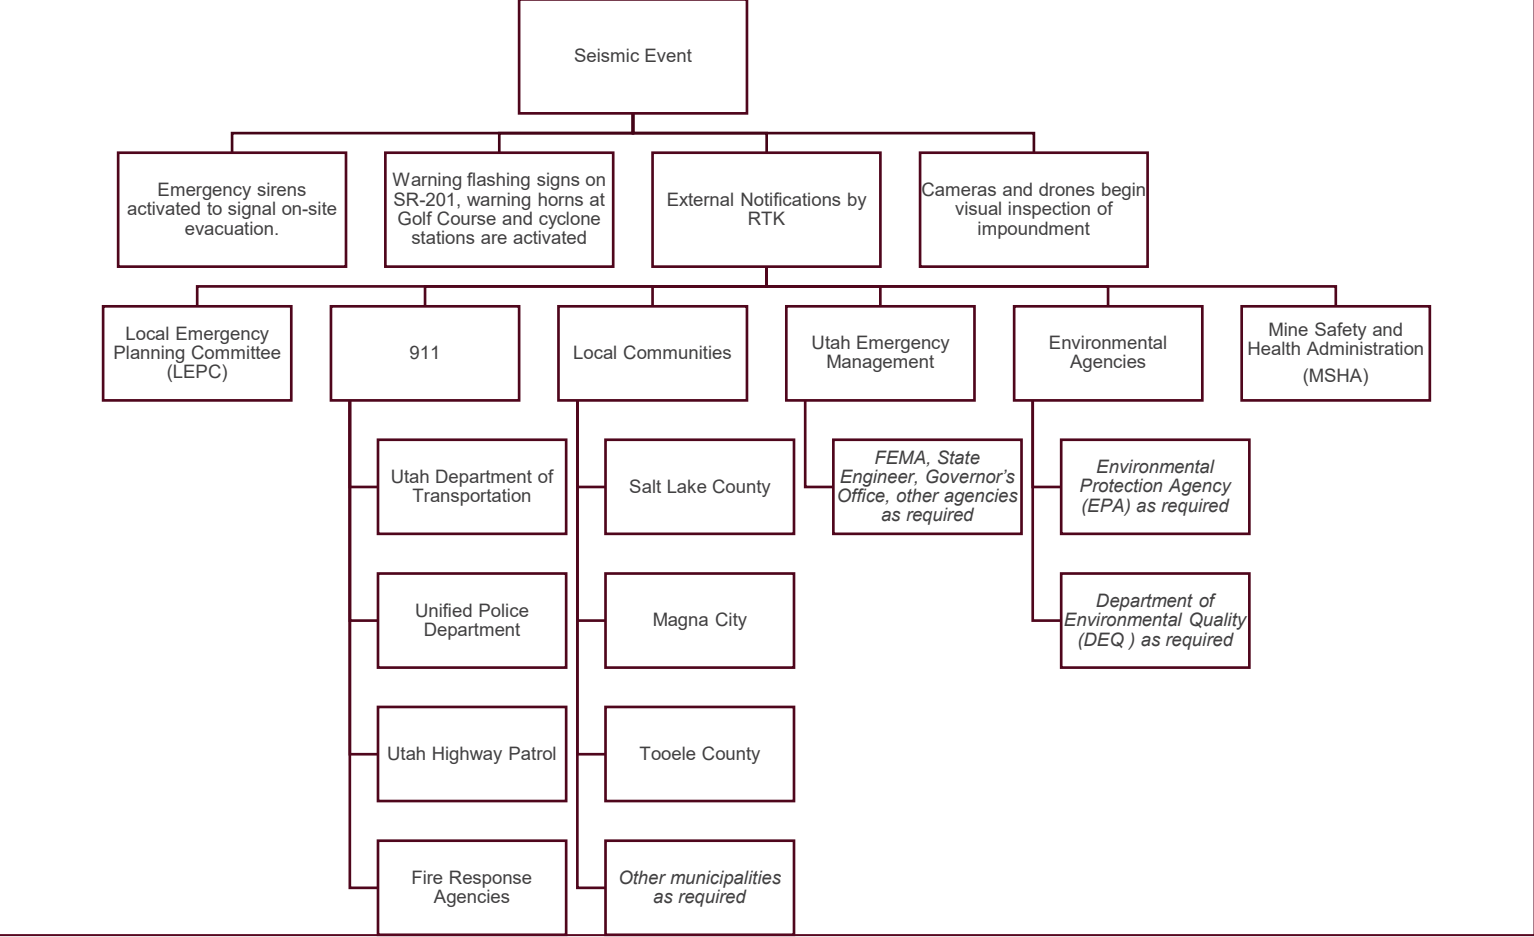 Seismic Event
Emergency sirens
activated to signal on-site
evacuation.
Warning flashing signs on
SR-201, warning horns at
Golf Course and cyclone
stations are activated
External Notifications by
RTK
Cameras and drones begin
visual inspection of
impoundment
Local Emergency
Planning Committee
(LEPC)
911
Local Communities
Utah Emergency
Management
Environmental
Agencies
Mine Safety and
Health Administration
(MSHA)
Utah Department of
Transportation
Unified Police
Department
Utah Highway Patrol
Fire Response
Agencies
Salt Lake County
Magna City
Tooele County
Other municipalities
as required
FEMA, State
Engineer, Governor’s
Office, other agencies
as required
Environmental
Protection Agency
(EPA) as required
Department of
Environmental Quality
(DEQ ) as required